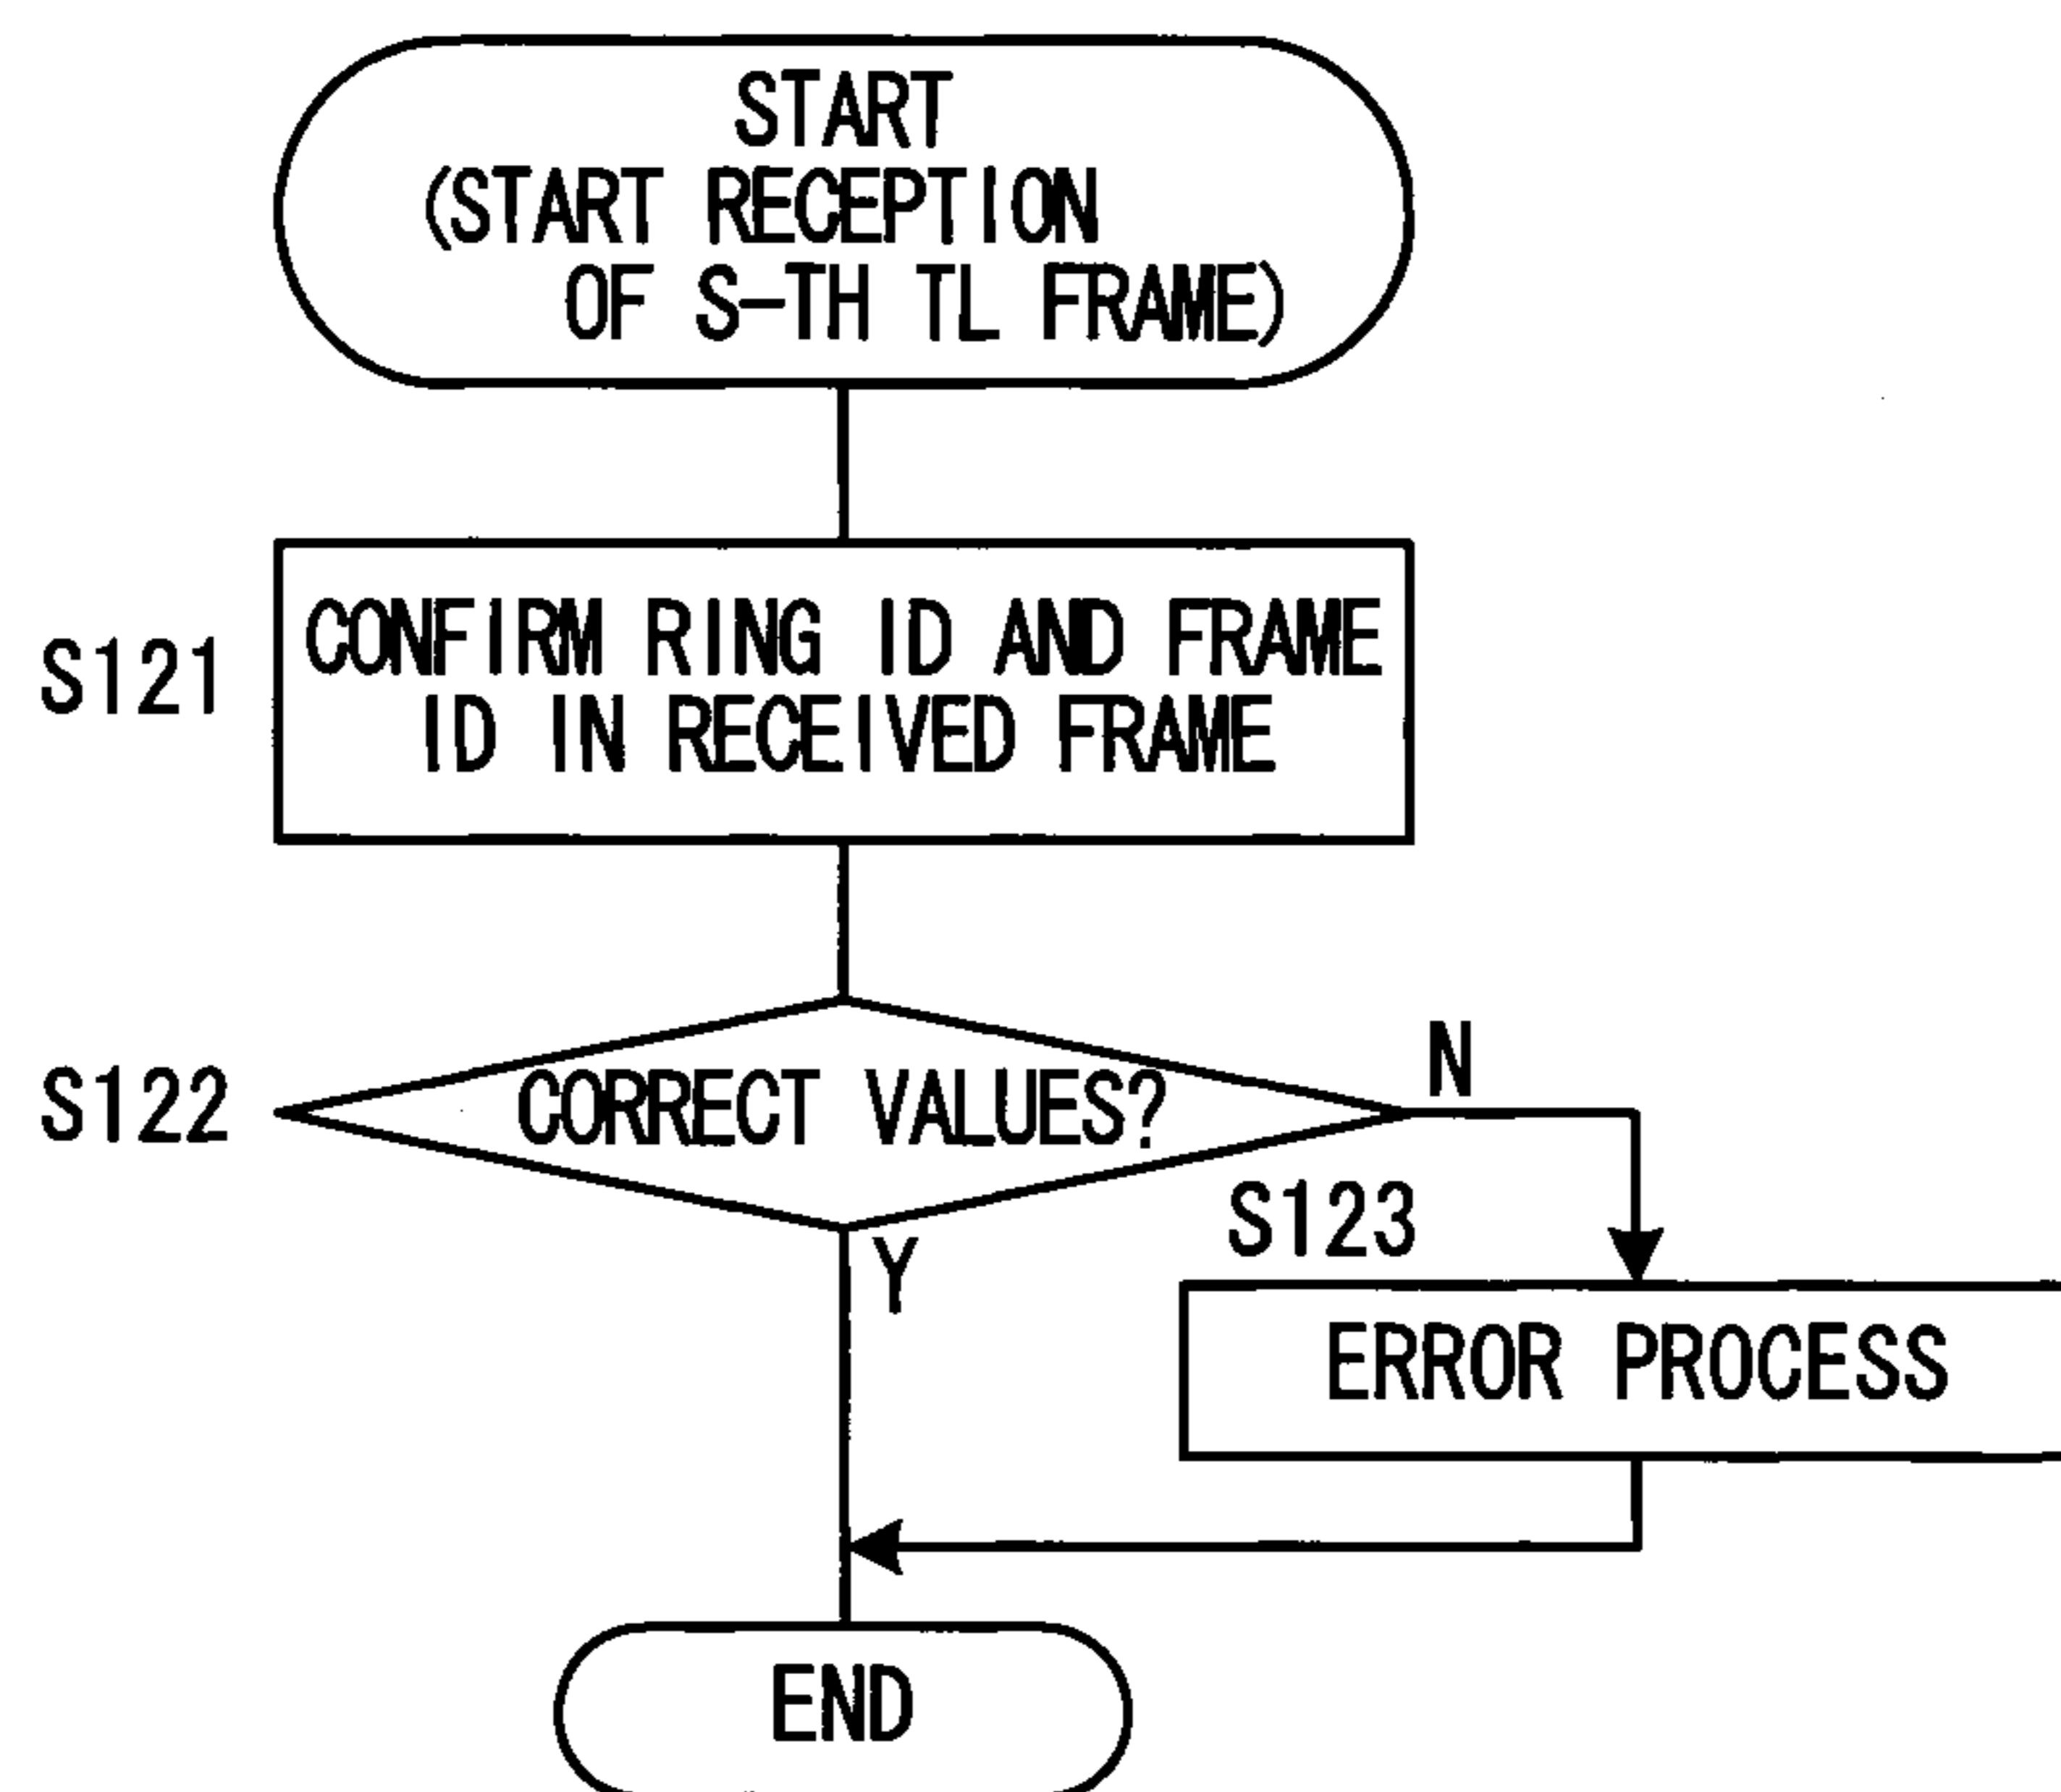 START
(START RECEPTION
OF S-TH TL FRAME)
S121
CONFIRM RING ID AND FRAME
ID IN RECEIVED FRAME
S122
CORRECT VALUES?
N
Y
S123
ERROR PROCESS
END